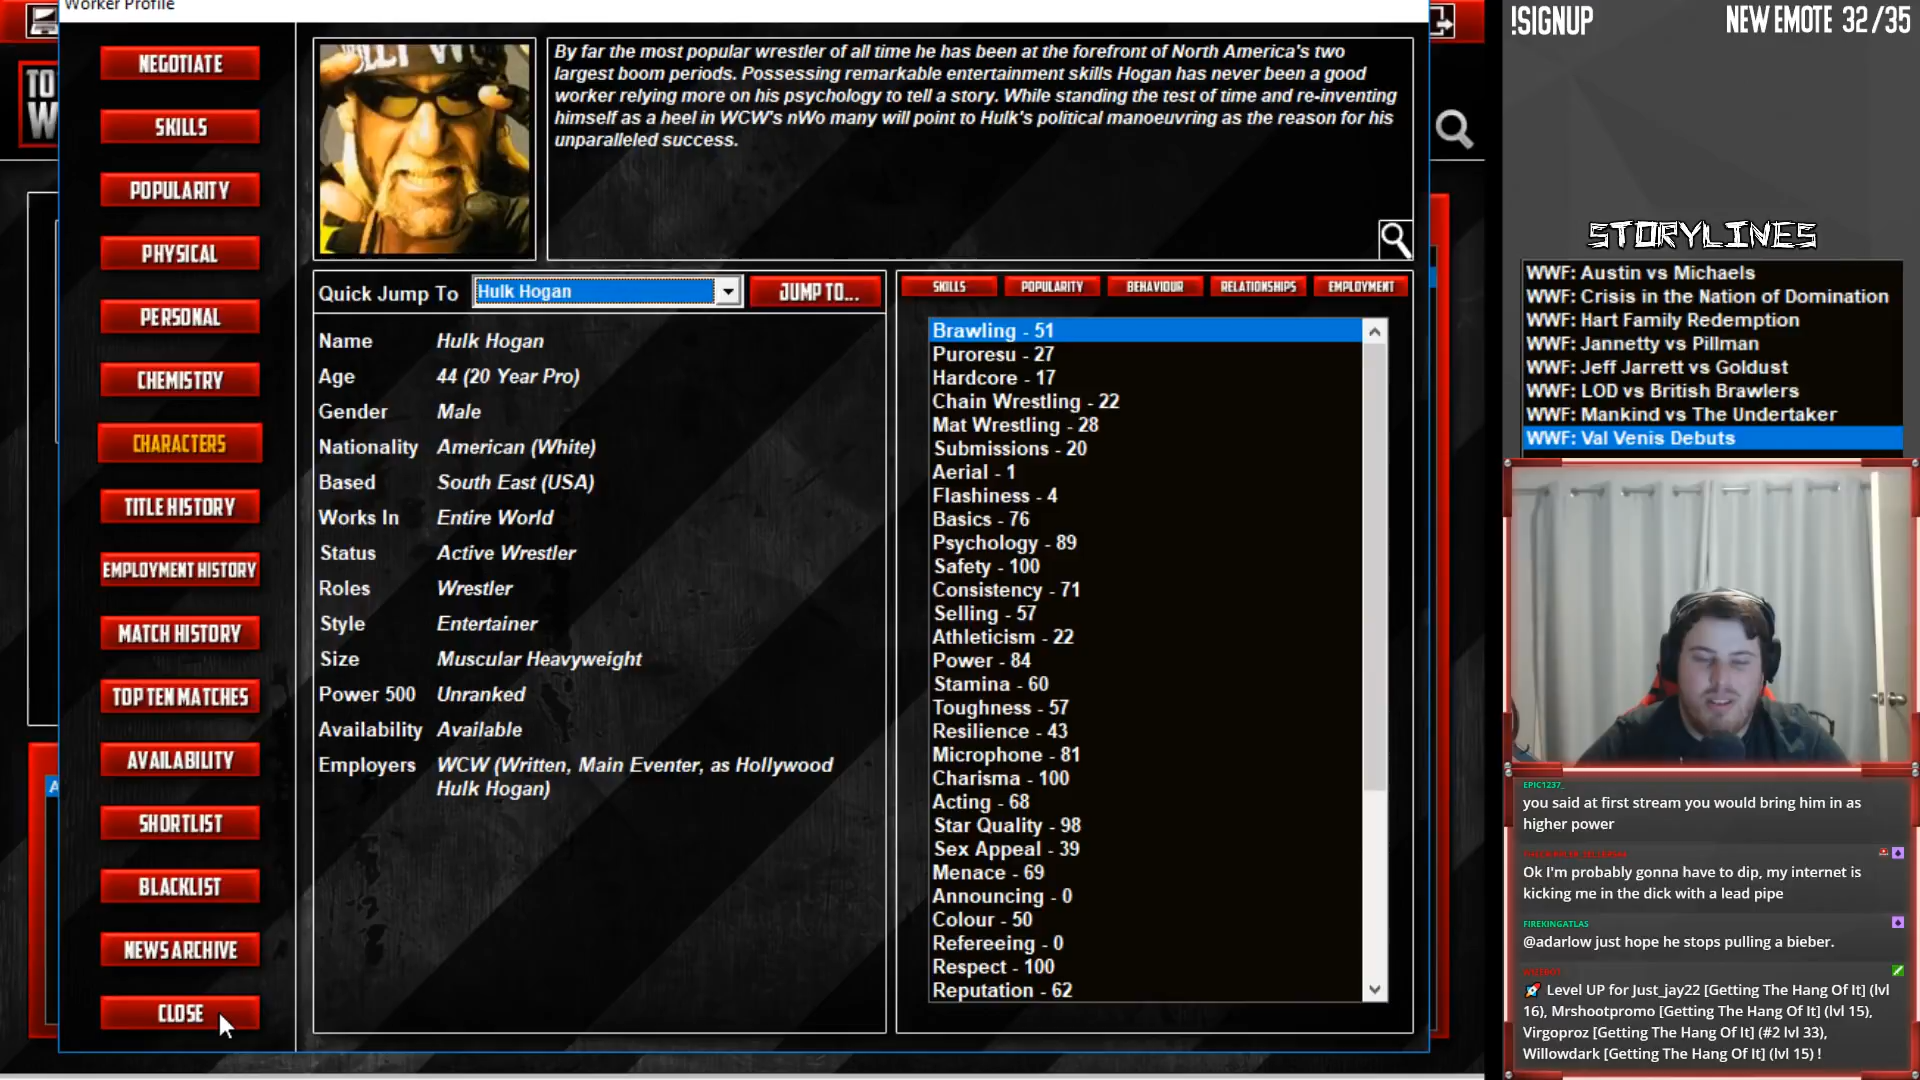 Worker Profile
NEGOTIATE
SKILLS
POPULARITY
PHYSICAL
PERSONAL
CHEMISTRY
CHARACTERS
TITLE HISTORY
EMPLOYMENT HISTORY
MATCH HISTORY
TOP TEN MATCHES
AVAILABILITY
SHORTLIST
BLACKLIST
NEWS ARCHIVE
CLOSE
TO
W
By far the most popular wrestler of all time he has been at the forefront of North America's two
largest boom periods. Possessing remarkable entertainment skills Hogan has never been a good
worker relying more on his psychology to tell a story. While standing the test of time and re-inventing
himself as a heel in WCW's nWo many will point to Hulk's political manoeuvring as the reason for his
unparalleled success.
Quick Jump To Hulk Hogan JUMP TO...
Name Hulk Hogan
Age 44 (20 Year Pro)
Gender Male
Nationality American (White)
Based South East (USA)
Works In Entire World
Status Active Wrestler
Roles Wrestler
Style Entertainer
Size Muscular Heavyweight
Power 500 Unranked
Availability Available
Employers WCW (Written, Main Eventer, as Hollywood
Hulk Hogan)
SKILLS POPULARITY BEHAVIOUR RELATIONSHIPS EMPLOYMENT
Brawling - 51
Puroresu - 27
Hardcore - 17
Chain Wrestling - 22
Mat Wrestling - 28
Submissions - 20
Aerial - 1
Flashiness - 4
Basics - 76
Psychology - 89
Safety - 100
Consistency - 71
Selling - 57
Athleticism - 22
Power - 84
Stamina - 60
Toughness - 57
Resilience - 43
Microphone - 81
Charisma - 100
Acting - 68
Star Quality - 98
Sex Appeal - 39
Menace - 69
Announcing - 0
Colour - 50
Refereeing - 0
Respect - 100
Reputation - 62
!SIGNUP NEW EMOTE 32/35
STORYLINES
WWF: Austin vs Michaels
WWF: Crisis in the Nation of Domination
WWF: Hart Family Redemption
WWF: Jannetty vs Pillman
WWF: Jeff Jarrett vs Goldust
WWF: LOD vs British Brawlers
WWF: Mankind vs The Undertaker
WWF: Val Venis Debuts
EPIC1237_
you said at first stream you would bring him in as
higher power
Ok I'm probably gonna have to dip, my internet is
kicking me in the dick with a lead pipe
FIREKINGATLAS
@adarlow just hope he stops pulling a bieber.
WIZEBOT
Level UP for Just_jay22 [Getting The Hang Of It] (lvl
16), Mrshootpromo [Getting The Hang Of It] (lvl 15),
Virgoproz [Getting The Hang Of It] (#2 lvl 33),
Willowdark [Getting The Hang Of It] (lvl 15) !